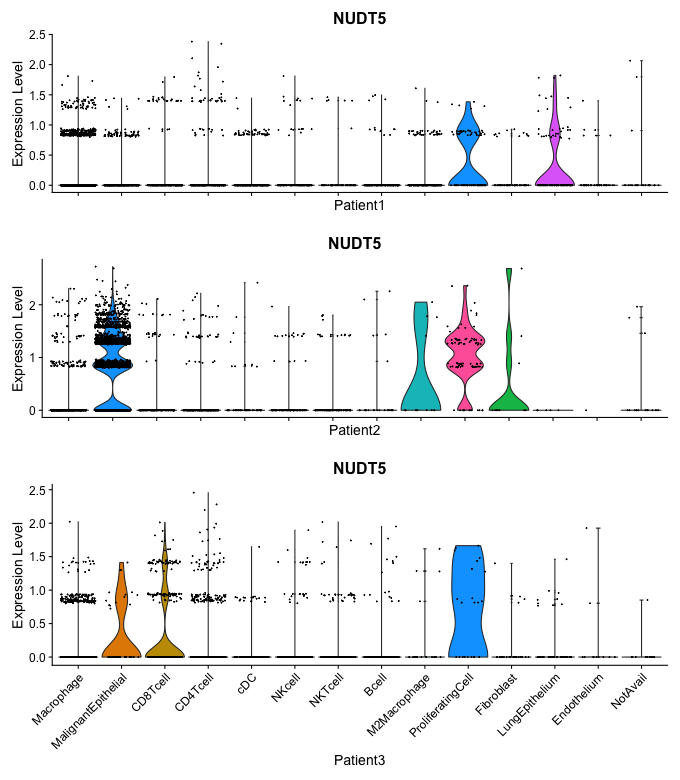 NUDT5
Expression Level
2.5
2.0
1.5
1.0
0.5
0.0
Patient1
NUDT5
Expression Level
2
1
0
Patient2
NUDT5
Expression Level
2.5
2.0
1.5
1.0
0.5
0.0
Macrophage
MalignantEpithelial
CD8Tcell
CD4Tcell
cDC
NKcell
NKTcell
Bcell
M2Macrophage
ProliferatingCell
Fibroblast
LungEpithelium
Endothelium
NotAvail
Patient3